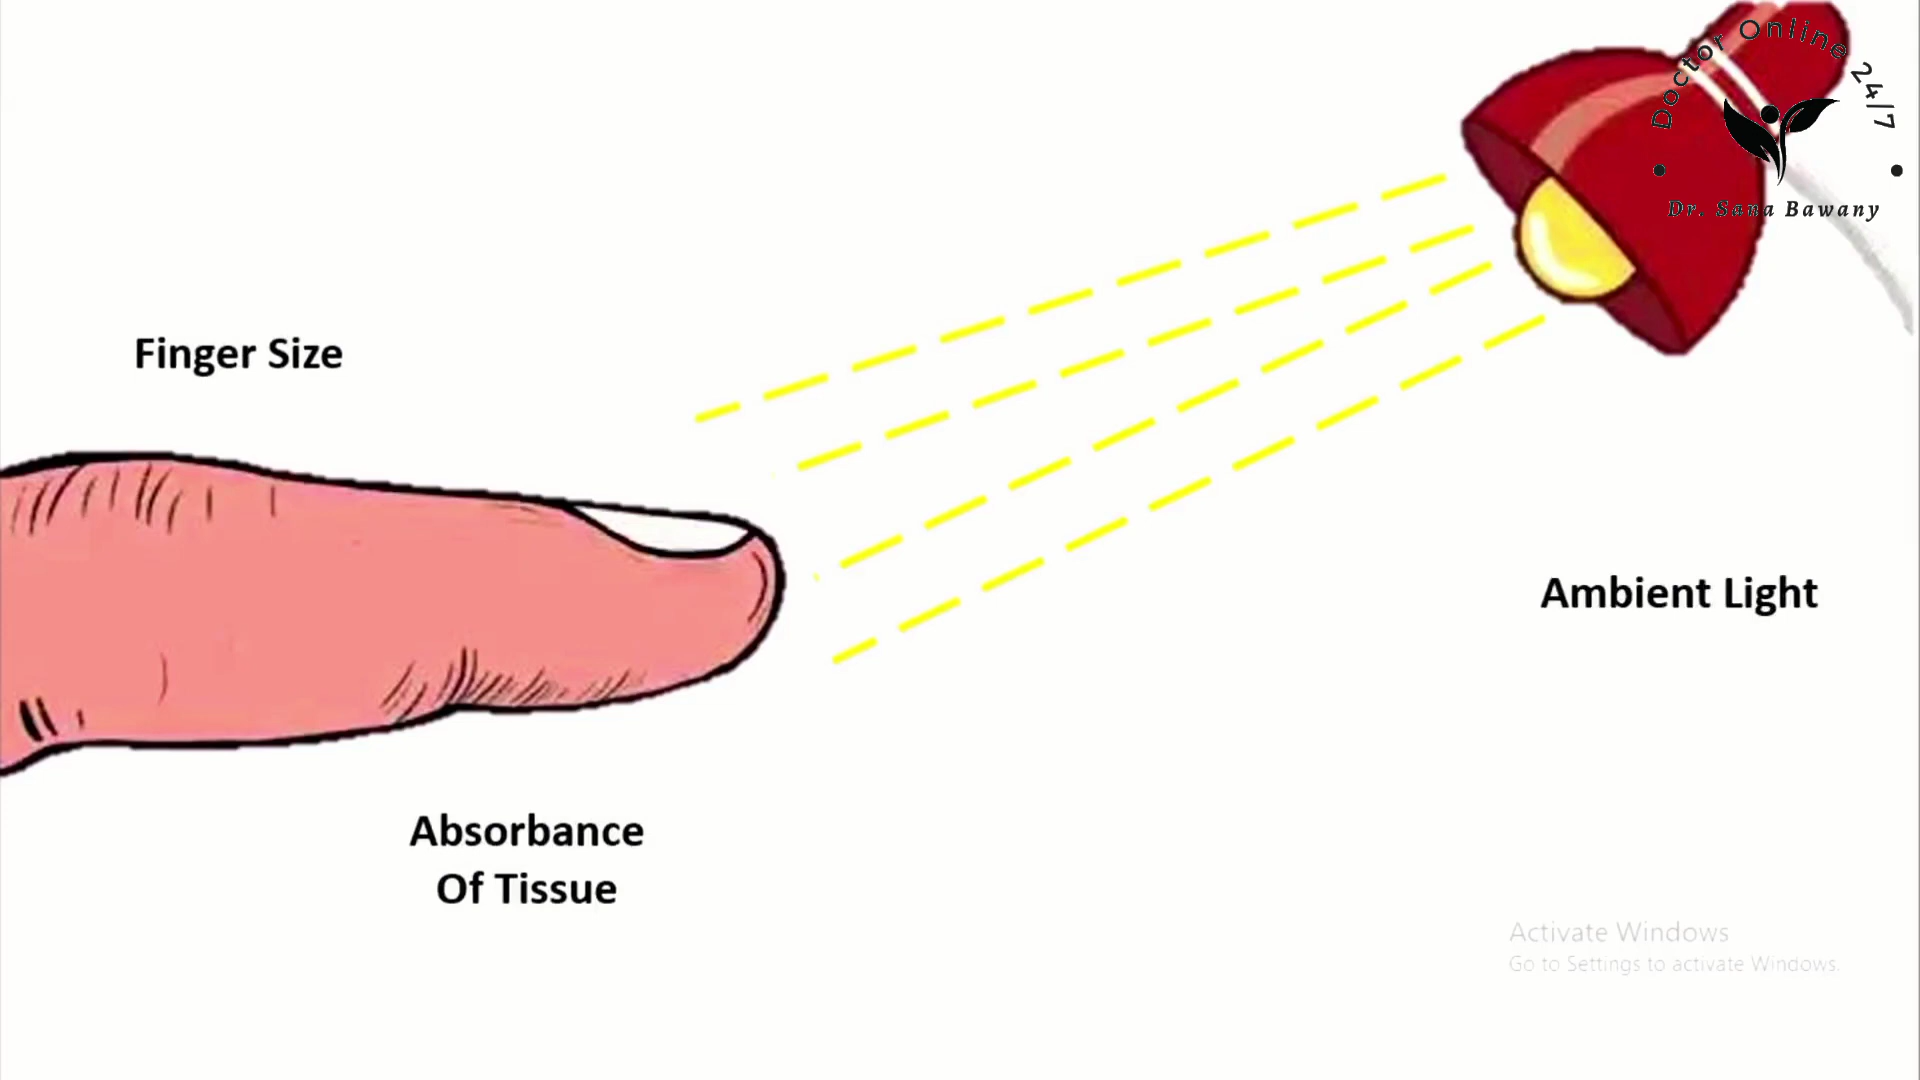 Doctor Online 24/7
Dr. Sana Bawany
Finger Size
Ambient Light
Absorbance
Of Tissue
Activate Windows
Go to Settings to activate Windows.